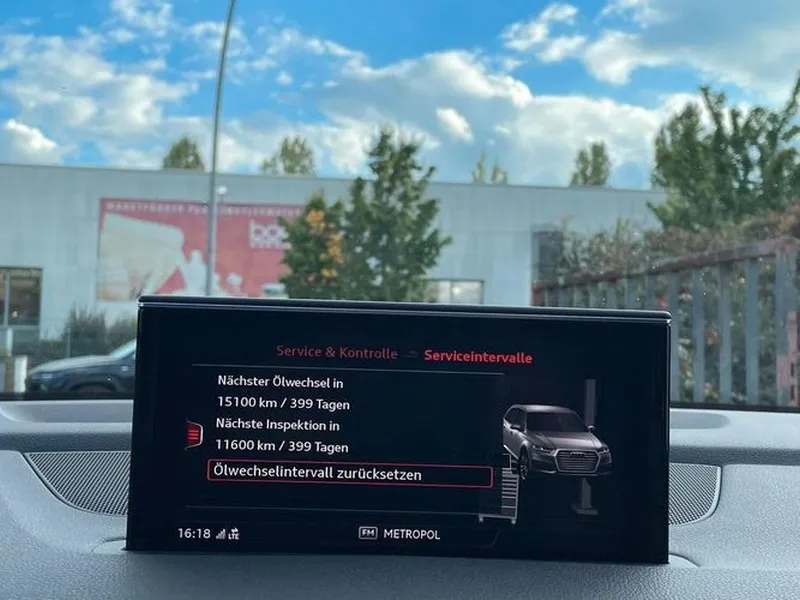 Service & Kontrolle
Serviceintervalle
Nächster Ölwechsel in
15100 km / 399 Tagen
Nächste Inspektion in
11600 km / 399 Tagen
Ölwechselintervall zurücksetzen
16:18 LTE
FM METROPOL